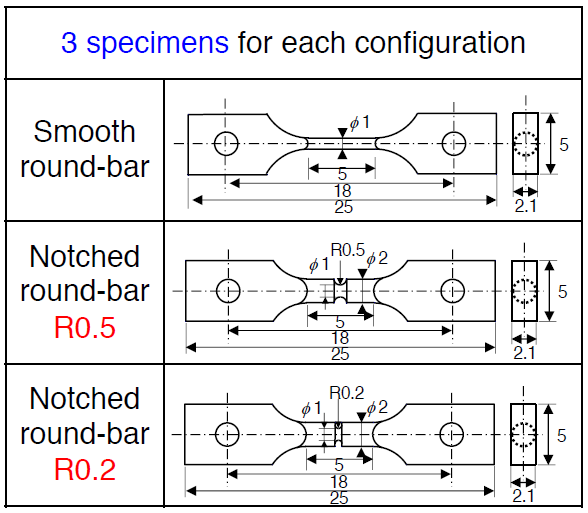 3 specimens for each configuration
Smooth
round-bar
ϕ1
5
18
25
5
2.1
Notched
round-bar
R0.5
R0.5
ϕ1
ϕ2
5
18
25
5
2.1
Notched
round-bar
R0.2
R0.2
ϕ1
ϕ2
5
18
25
5
2.1